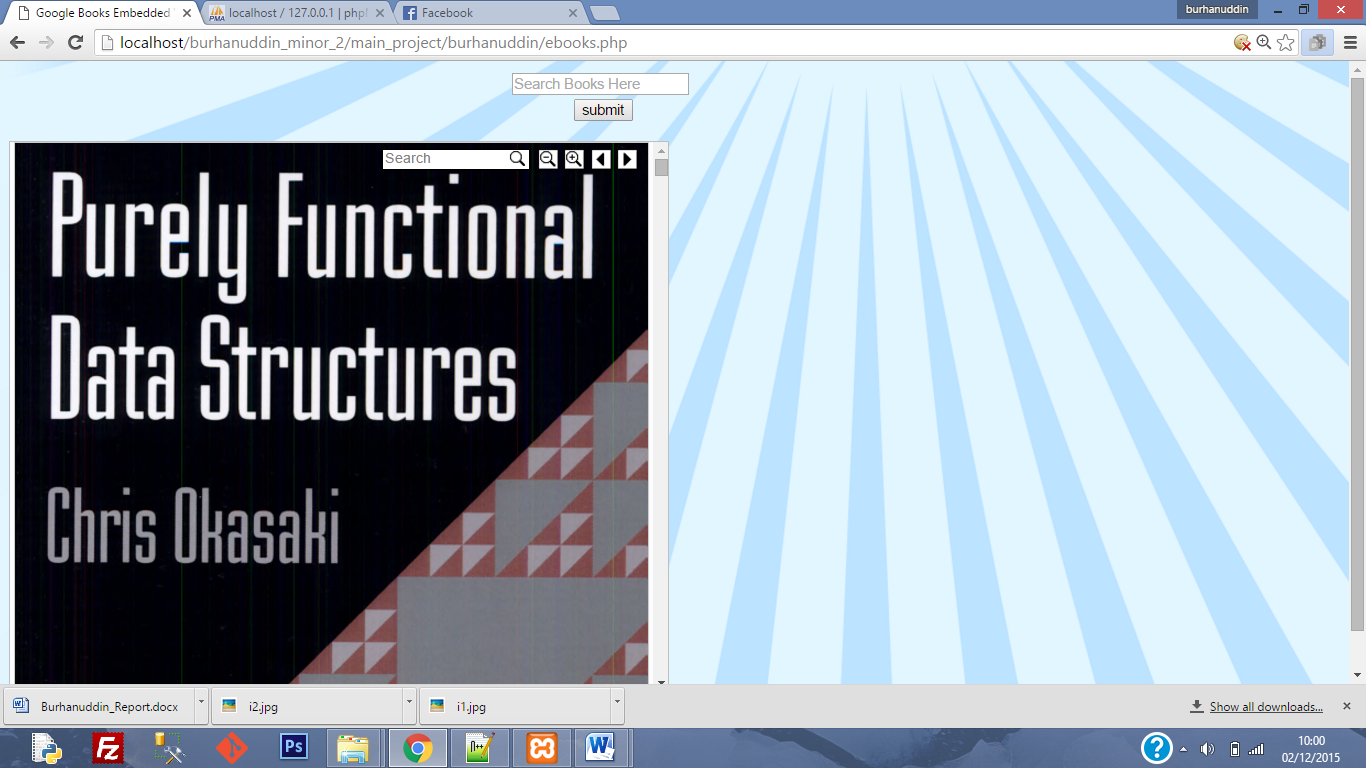 Google Books Embedded
localhost / 127.0.0.1 | php
Facebook
burhanuddin
localhost/burhanuddin_minor_2/main_project/burhanuddin/ebooks.php
Search Books Here
submit
Search
Purely Functional
Data Structures
Chris Okasaki
Burhanuddin_Report.docx
i2.jpg
i1.jpg
Show all downloads...
10:00
02/12/2015